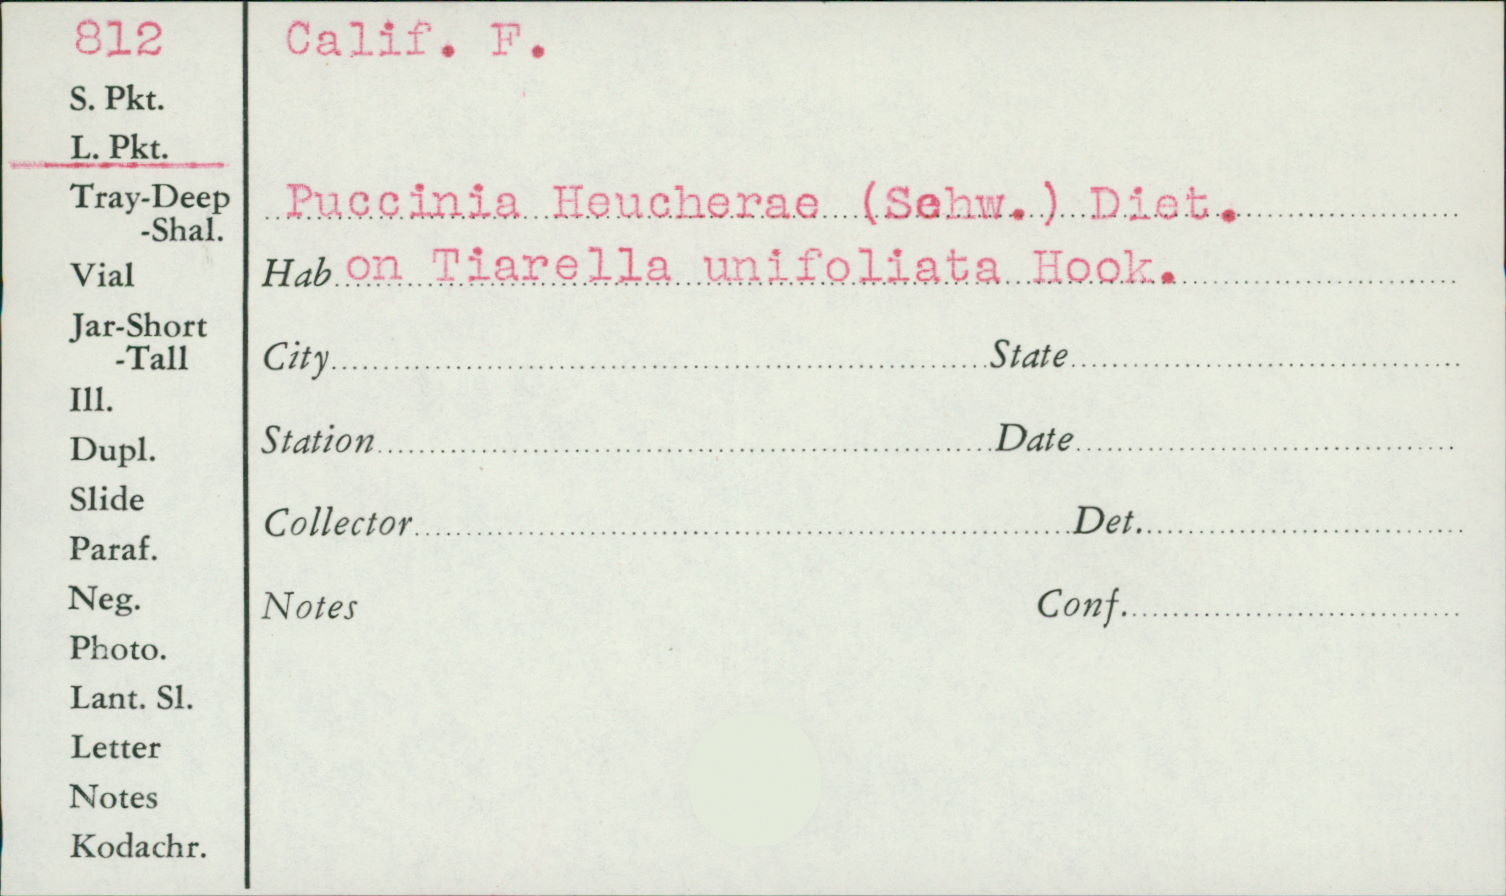 812
Calif. F.
S. Pkt.
L. Pkt.
Tray-Deep
-Shal.
Puccinia Heucherae (Schw.) Diet.
Vial
Hab on Tiarella unifoliata Hook.
Jar-Short
-Tall
City State
Ill.
Dupl.
Station Date
Slide
Collector Det.
Paraf.
Neg.
Notes Conf.
Photo.
Lant. Sl.
Letter
Notes
Kodachr.